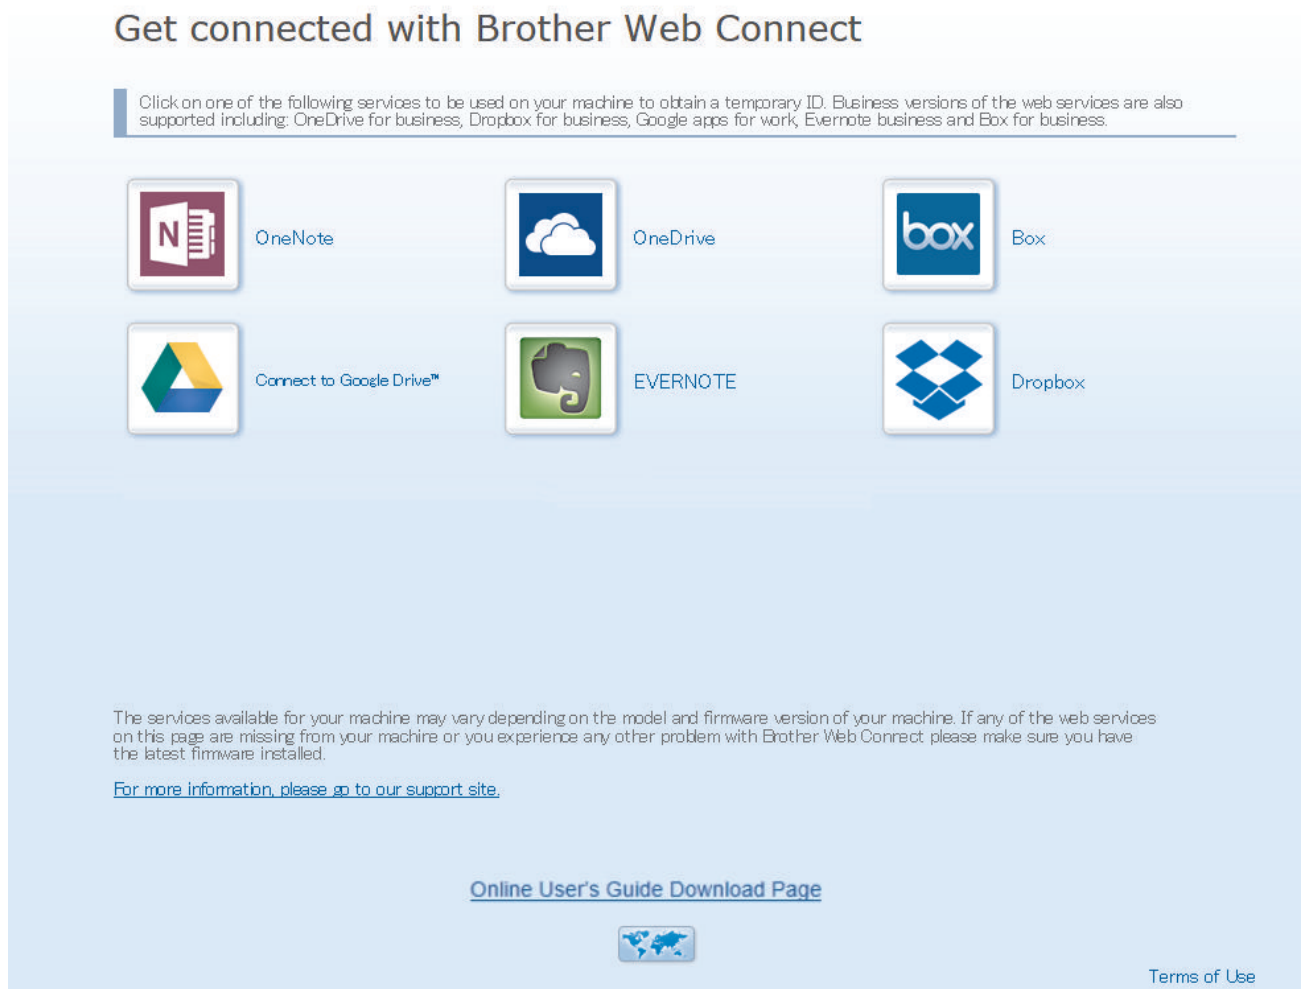 Get connected with Brother Web Connect
Click on one of the following services to be used on your machine to obtain a temporary ID. Business versions of the web services are also
supported including: OneDrive for business, Dropbox for business, Google apps for work, Evernote business and Box for business.
N
OneNote
OneDrive
box
Box
Connect to Google Drive™
EVERNOTE
Dropbox
The services available for your machine may vary depending on the model and firmware version of your machine. If any of the web services
on this page are missing from your machine or you experience any other problem with Brother Web Connect please make sure you have
the latest firmware installed.
For more information, please go to our support site.
Online User's Guide Download Page
Terms of Use